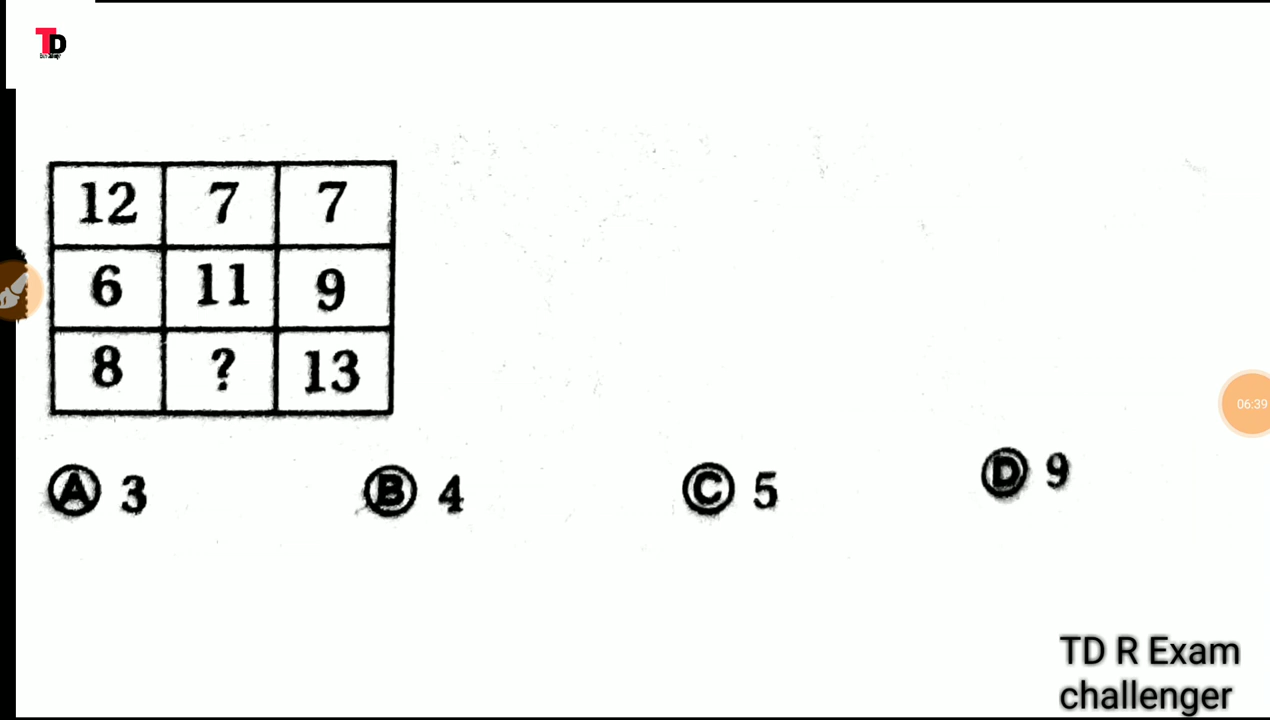 TD
12 7 7
6 11 9
8 ? 13
A 3 B 4 C 5 D 9
06:39
TD R Exam
challenger